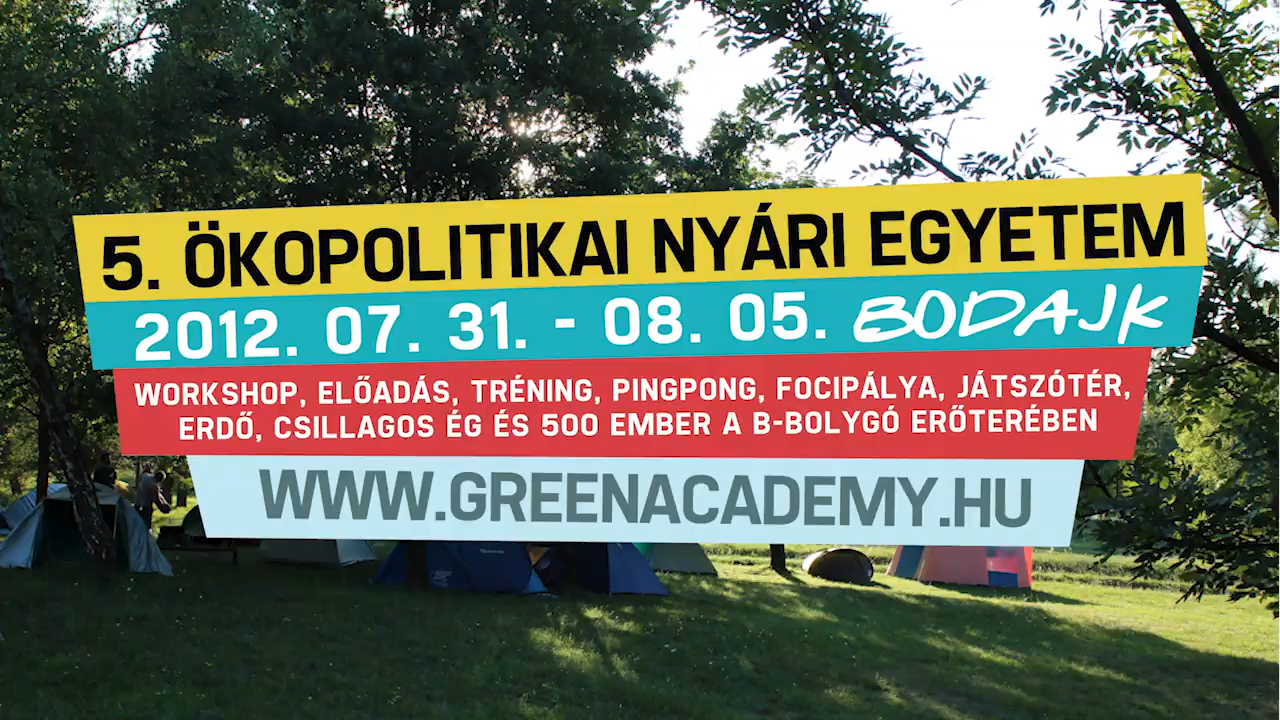 5. ÖKOPOLITIKAI NYÁRI EGYETEM
2012. 07. 31. - 08. 05. BODAJK
WORKSHOP, ELŐADÁS, TRÉNING, PINGPONG, FOCIPÁLYA, JÁTSZÓTÉR,
ERDŐ, CSILLAGOS ÉG ÉS 500 EMBER A B-BOLYGÓ ERŐTERÉBEN
WWW.GREENACADEMY.HU